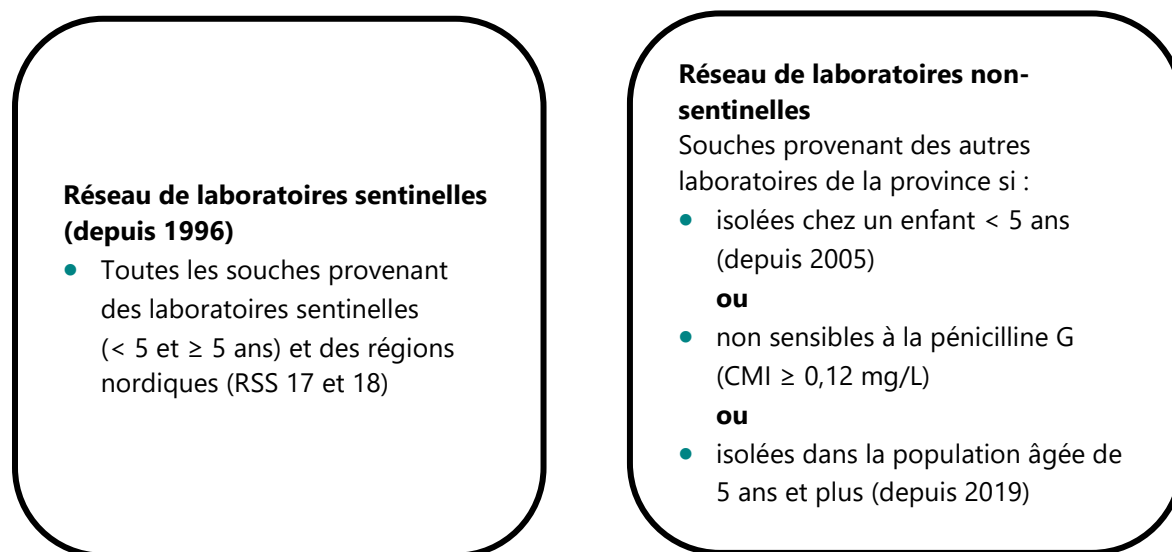 Réseau de laboratoires sentinelles
(depuis 1996)
• Toutes les souches provenant
des laboratoires sentinelles
(< 5 et ≥ 5 ans) et des régions
nordiques (RSS 17 et 18)
Réseau de laboratoires non-
sentinelles
Souches provenant des autres
laboratoires de la province si :
• isolées chez un enfant < 5 ans
(depuis 2005)
ou
• non sensibles à la pénicilline G
(CMI ≥ 0,12 mg/L)
ou
• isolées dans la population âgée de
5 ans et plus (depuis 2019)